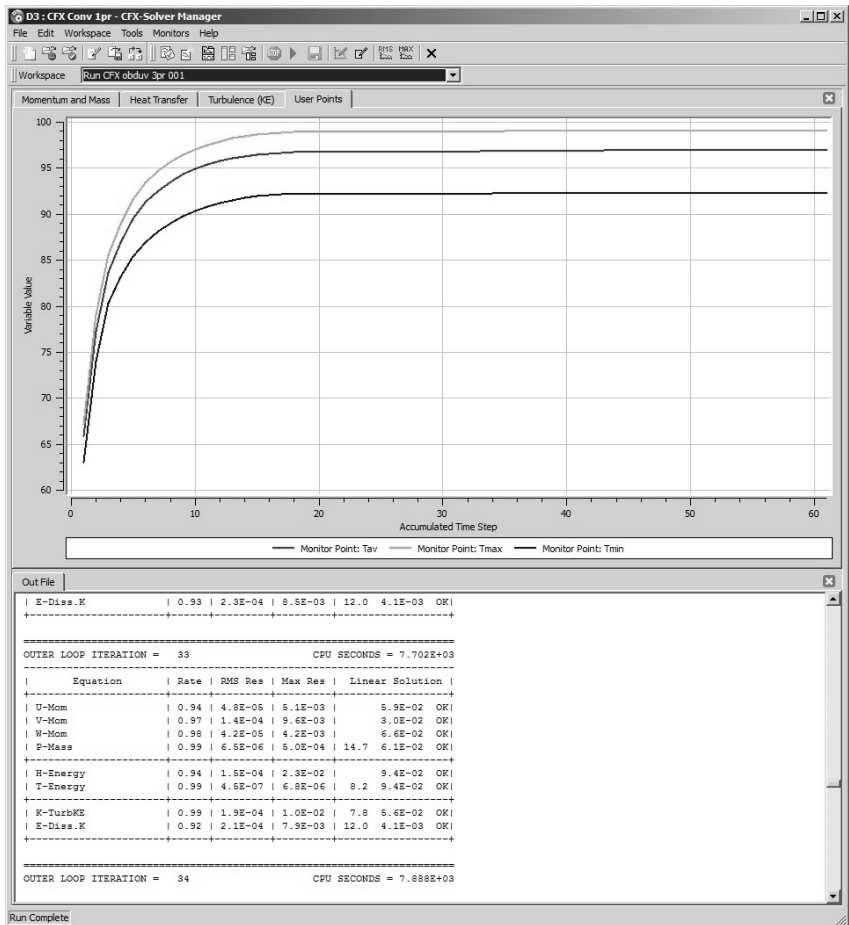 D3 : CFX Conv 1pr - CFX-Solver Manager
File Edit Workspace Tools Monitors Help
STOP RMS MAX
Workspace Run CFX obduv 3pr 001
Momentum and Mass Heat Transfer Turbulence (KE) User Points
100
95
90
85
80
75
70
65
60
Variable Value
0 10 20 30 40 50 60
Accumulated Time Step
Monitor Point: Tav Monitor Point: Tmax Monitor Point: Tmin
Out File
| E-Diss.K | 0.93 | 2.3E-04 | 8.5E-03 | 12.0 4.1E-03 OK|
+----------------------+------+---------+---------+------------------+
======================================================================
OUTER LOOP ITERATION = 33 CPU SECONDS = 7.702E+03
----------------------------------------------------------------------
| Equation | Rate | RMS Res | Max Res | Linear Solution |
+----------------------+------+---------+---------+------------------+
| U-Mom | 0.94 | 4.8E-05 | 5.1E-03 | 5.9E-02 OK|
| V-Mom | 0.97 | 1.4E-04 | 9.6E-03 | 3.0E-02 OK|
| W-Mom | 0.98 | 4.2E-05 | 4.2E-03 | 6.6E-02 OK|
| P-Mass | 0.99 | 6.5E-06 | 5.0E-04 | 14.7 6.1E-02 OK|
+----------------------+------+---------+---------+------------------+
| H-Energy | 0.94 | 1.5E-04 | 2.3E-02 | 9.4E-02 OK|
| T-Energy | 0.99 | 4.5E-07 | 6.8E-06 | 8.2 9.4E-02 OK|
+----------------------+------+---------+---------+------------------+
| K-TurbKE | 0.99 | 1.9E-04 | 1.0E-02 | 7.8 5.6E-02 OK|
| E-Diss.K | 0.92 | 2.1E-04 | 7.9E-03 | 12.0 4.1E-03 OK|
+----------------------+------+---------+---------+------------------+
======================================================================
OUTER LOOP ITERATION = 34 CPU SECONDS = 7.888E+03
Run Complete